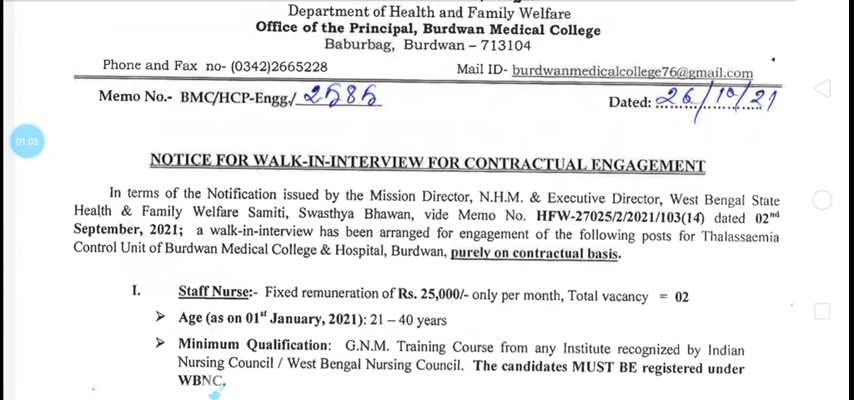 Department of Health and Family Welfare
Office of the Principal, Burdwan Medical College
Baburbag, Burdwan – 713104
Phone and Fax no- (0342)2665228 Mail ID- burdwanmedicalcollege76@gmail.com
Memo No.- BMC/HCP-Engg./ 2585 Dated: 26/10/21
01:03
NOTICE FOR WALK-IN-INTERVIEW FOR CONTRACTUAL ENGAGEMENT
In terms of the Notification issued by the Mission Director, N.H.M. & Executive Director, West Bengal State
Health & Family Welfare Samiti, Swasthya Bhawan, vide Memo No. HFW-27025/2/2021/103(14) dated 02nd
September, 2021; a walk-in-interview has been arranged for engagement of the following posts for Thalassaemia
Control Unit of Burdwan Medical College & Hospital, Burdwan, purely on contractual basis.
I. Staff Nurse:- Fixed remuneration of Rs. 25,000/- only per month, Total vacancy = 02
➢ Age (as on 01st January, 2021): 21 – 40 years
➢ Minimum Qualification: G.N.M. Training Course from any Institute recognized by Indian
Nursing Council / West Bengal Nursing Council. The candidates MUST BE registered under
WBNC.